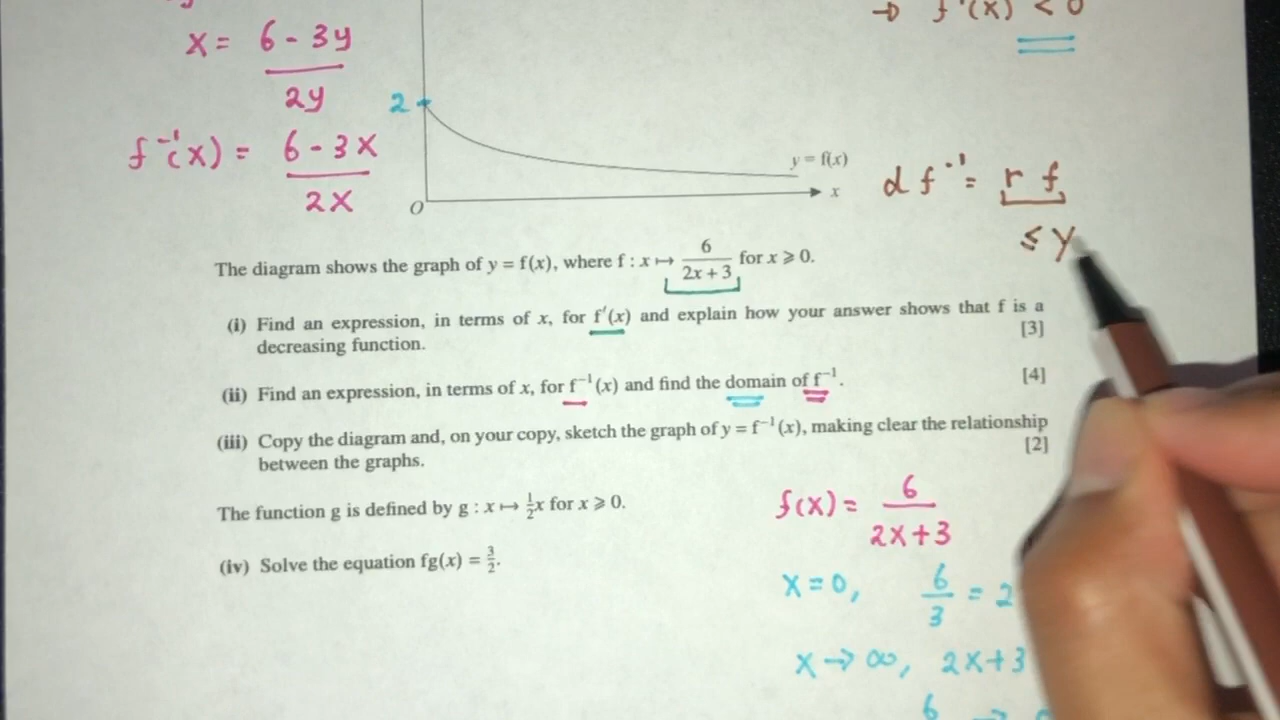 → f'(x) < 0
x = 6 - 3y
2y
2
f⁻¹(x) = 6 - 3x
2x
y = f(x)
x
O
d f⁻¹ = r f
≤ y
The diagram shows the graph of y = f(x), where f : x ↦ 6/(2x + 3) for x ⩾ 0.
(i) Find an expression, in terms of x, for f′(x) and explain how your answer shows that f is a
decreasing function. [3]
(ii) Find an expression, in terms of x, for f⁻¹(x) and find the domain of f⁻¹. [4]
(iii) Copy the diagram and, on your copy, sketch the graph of y = f⁻¹(x), making clear the relationship
between the graphs. [2]
The function g is defined by g : x ↦ ½x for x ⩾ 0.
(iv) Solve the equation fg(x) = 3/2.
f(x) = 6
2x+3
x = 0, 6/3 = 2
x → ∞, 2x+3
6 →